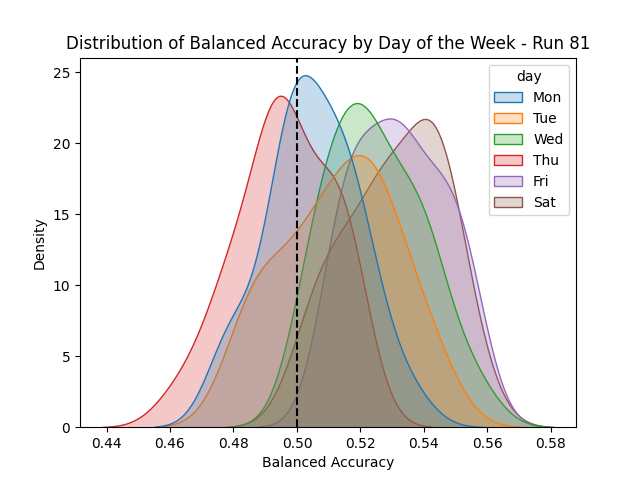 Distribution of Balanced Accuracy by Day of the Week - Run 81
25
20
15
10
5
0
Density
day
Mon
Tue
Wed
Thu
Fri
Sat
0.44 0.46 0.48 0.50 0.52 0.54 0.56 0.58
Balanced Accuracy